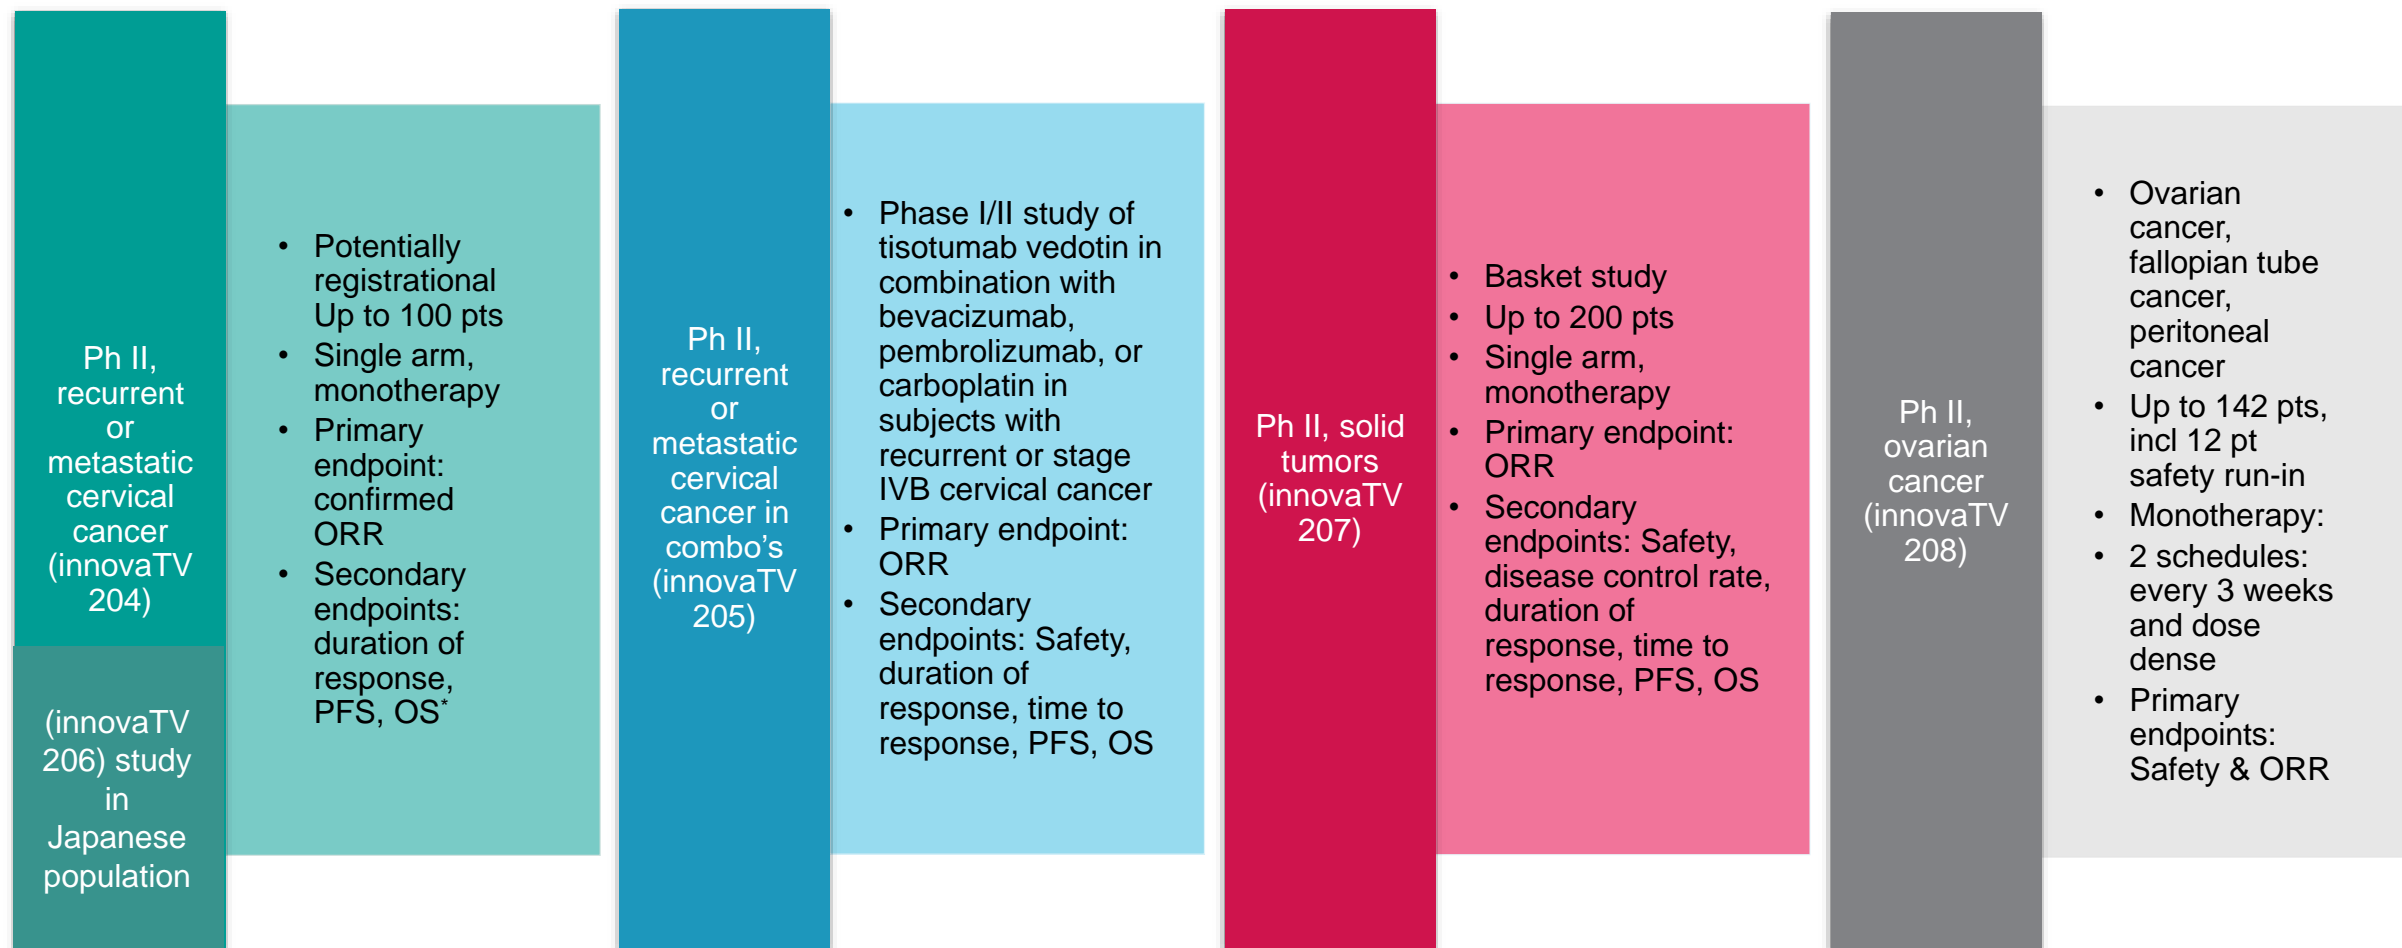 Ph II,
recurrent
or
metastatic
cervical
cancer
(innovaTV
204)
(innovaTV
206) study
in
Japanese
population
• Potentially
registrational
Up to 100 pts
• Single arm,
monotherapy
• Primary
endpoint:
confirmed
ORR
• Secondary
endpoints:
duration of
response,
PFS, OS*
Ph II,
recurrent
or
metastatic
cervical
cancer in
combo’s
(innovaTV
205)
• Phase I/II study of
tisotumab vedotin in
combination with
bevacizumab,
pembrolizumab, or
carboplatin in
subjects with
recurrent or stage
IVB cervical cancer
• Primary endpoint:
ORR
• Secondary
endpoints: Safety,
duration of
response, time to
response, PFS, OS
Ph II, solid
tumors
(innovaTV
207)
• Basket study
• Up to 200 pts
• Single arm,
monotherapy
• Primary endpoint:
ORR
• Secondary
endpoints: Safety,
disease control rate,
duration of
response, time to
response, PFS, OS
Ph II,
ovarian
cancer
(innovaTV
208)
• Ovarian
cancer,
fallopian tube
cancer,
peritoneal
cancer
• Up to 142 pts,
incl 12 pt
safety run-in
• Monotherapy:
• 2 schedules:
every 3 weeks
and dose
dense
• Primary
endpoints:
Safety & ORR